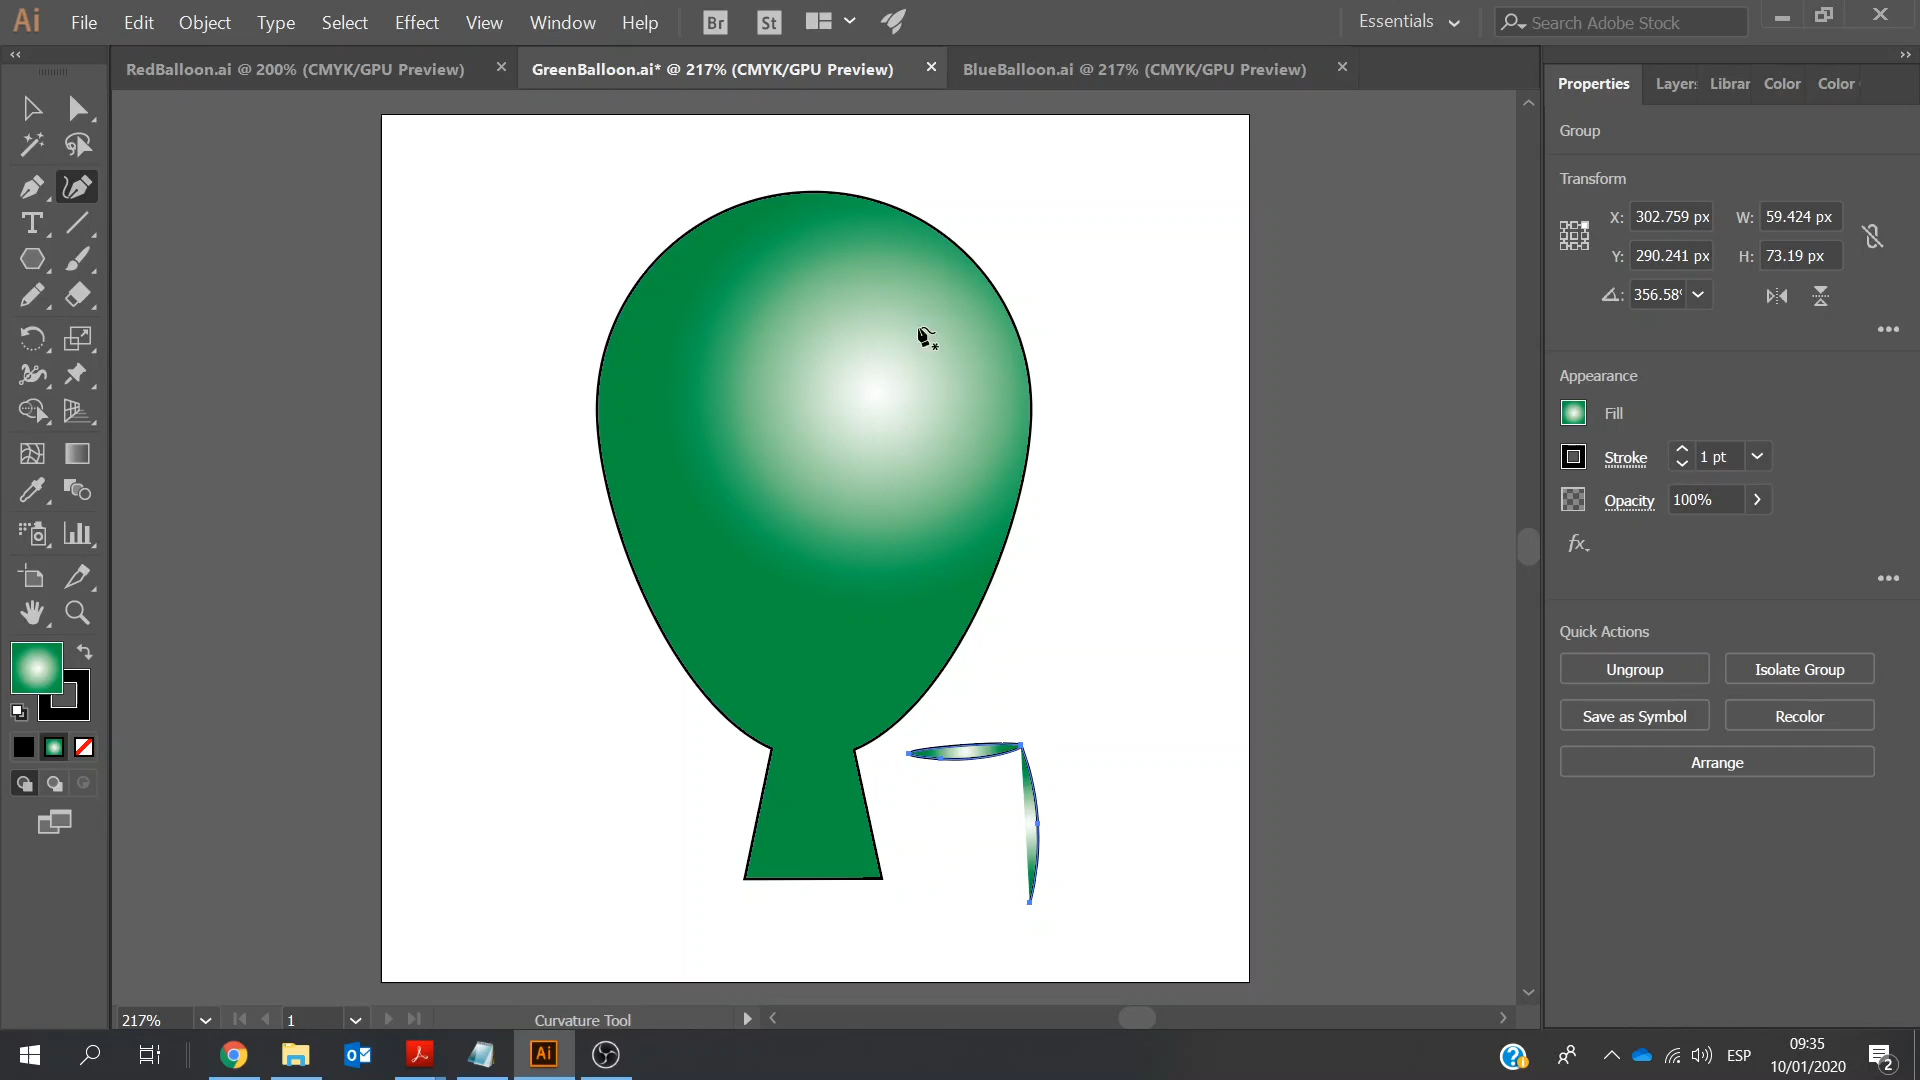 Ai File Edit Object Type Select Effect View Window Help Br St Essentials Search Adobe Stock
RedBalloon.ai @ 200% (CMYK/GPU Preview) GreenBalloon.ai* @ 217% (CMYK/GPU Preview) BlueBalloon.ai @ 217% (CMYK/GPU Preview)
Properties Layers Librar Color Color
Group
Transform
X: 302.759 px W: 59.424 px
Y: 290.241 px H: 73.19 px
356.58°
Appearance
Fill
Stroke 1 pt
Opacity 100%
fx
Quick Actions
Ungroup Isolate Group
Save as Symbol Recolor
Arrange
217% 1 Curvature Tool
Ai ESP 09:35
10/01/2020 2